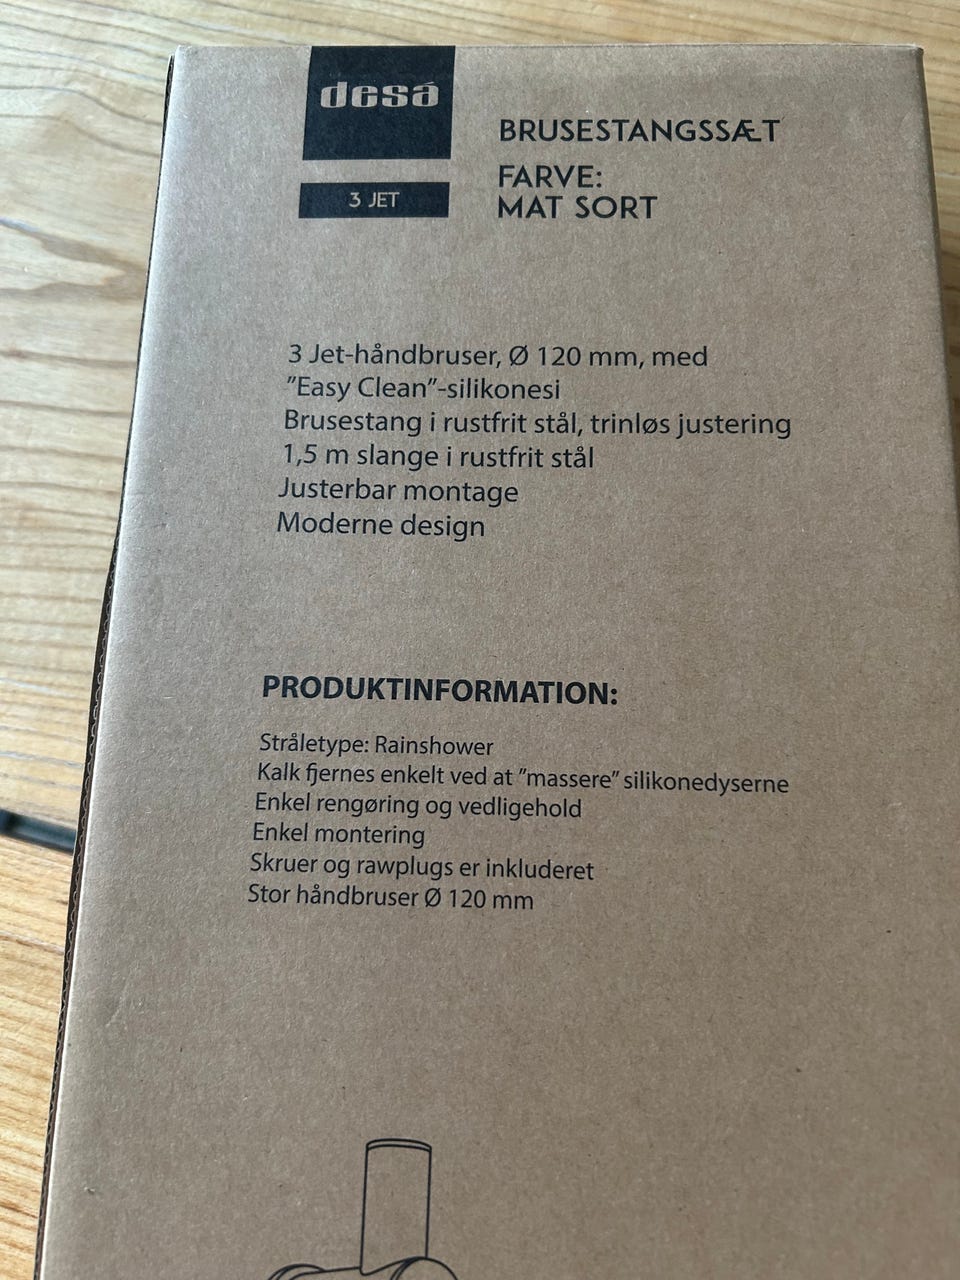 desá
3 JET
BRUSESTANGSSÆT
FARVE:
MAT SORT
3 Jet-håndbruser, Ø 120 mm, med
”Easy Clean”-silikonesi
Brusestang i rustfrit stål, trinløs justering
1,5 m slange i rustfrit stål
Justerbar montage
Moderne design
PRODUKTINFORMATION:
Stråletype: Rainshower
Kalk fjernes enkelt ved at ”massere” silikonedyserne
Enkel rengøring og vedligehold
Enkel montering
Skruer og rawplugs er inkluderet
Stor håndbruser Ø 120 mm